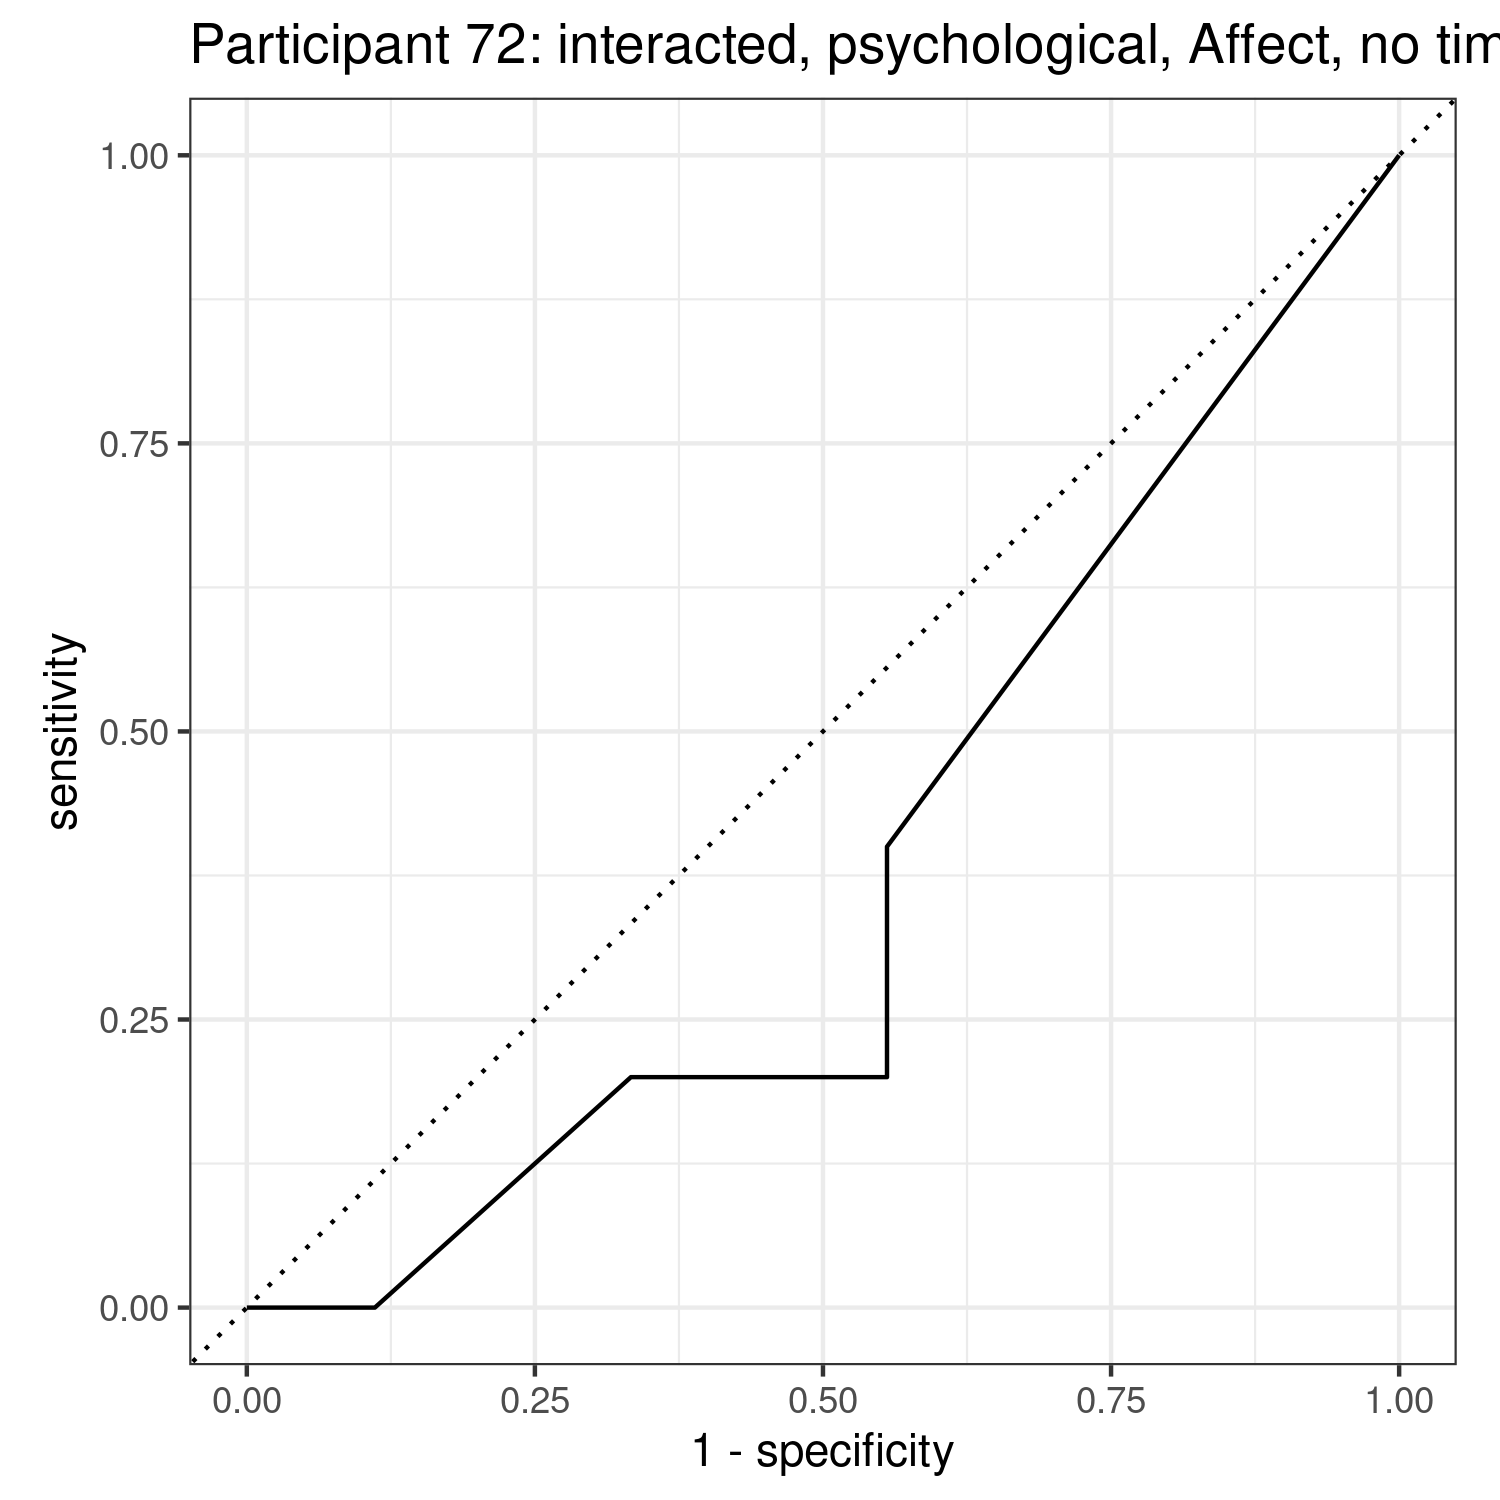 Participant 72: interacted, psychological, Affect, no
1.00
0.75
0.50
0.25
0.00
sensitivity
0.00 0.25 0.50 0.75 1.00
1 - specificity